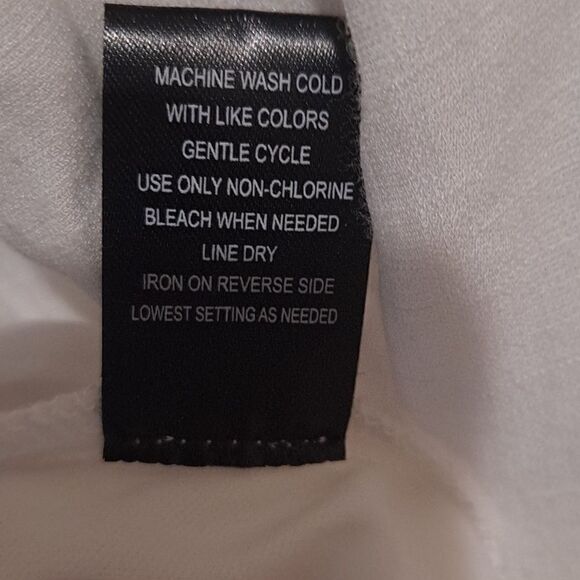 MACHINE WASH COLD
WITH LIKE COLORS
GENTLE CYCLE
USE ONLY NON-CHLORINE
BLEACH WHEN NEEDED
LINE DRY
IRON ON REVERSE SIDE
LOWEST SETTING AS NEEDED